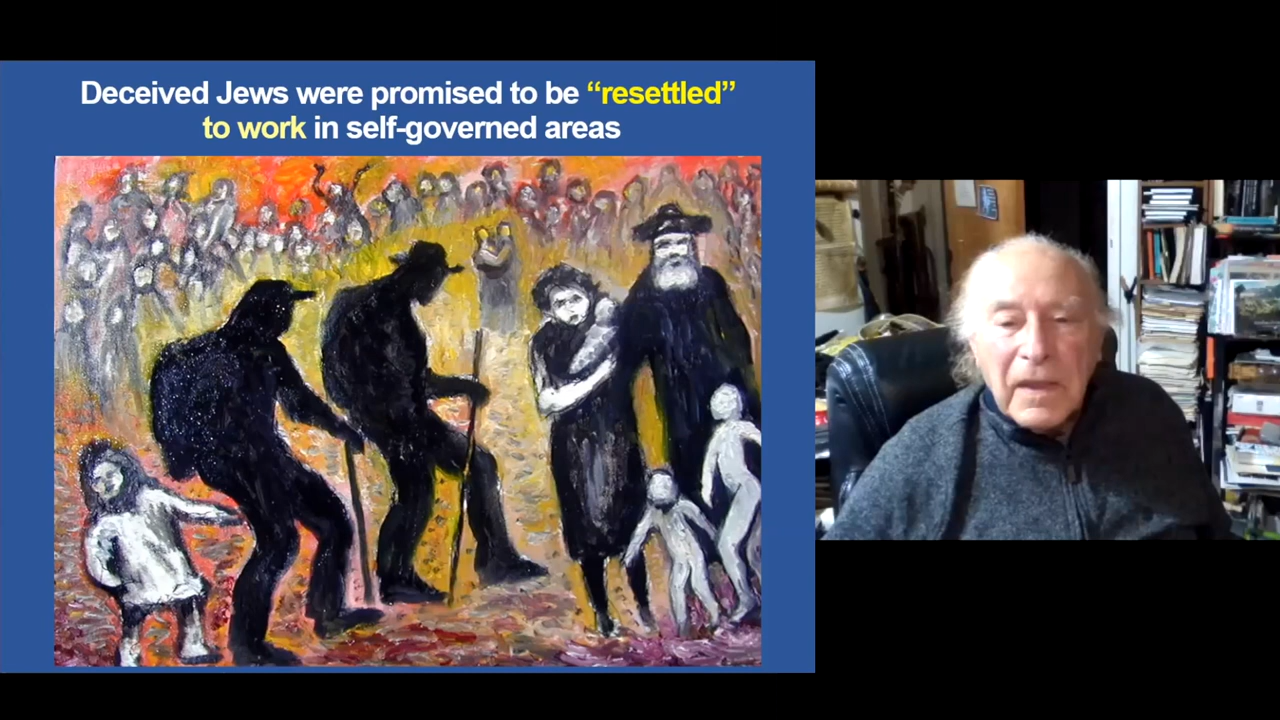 Deceived Jews were promised to be “resettled”
to work in self-governed areas